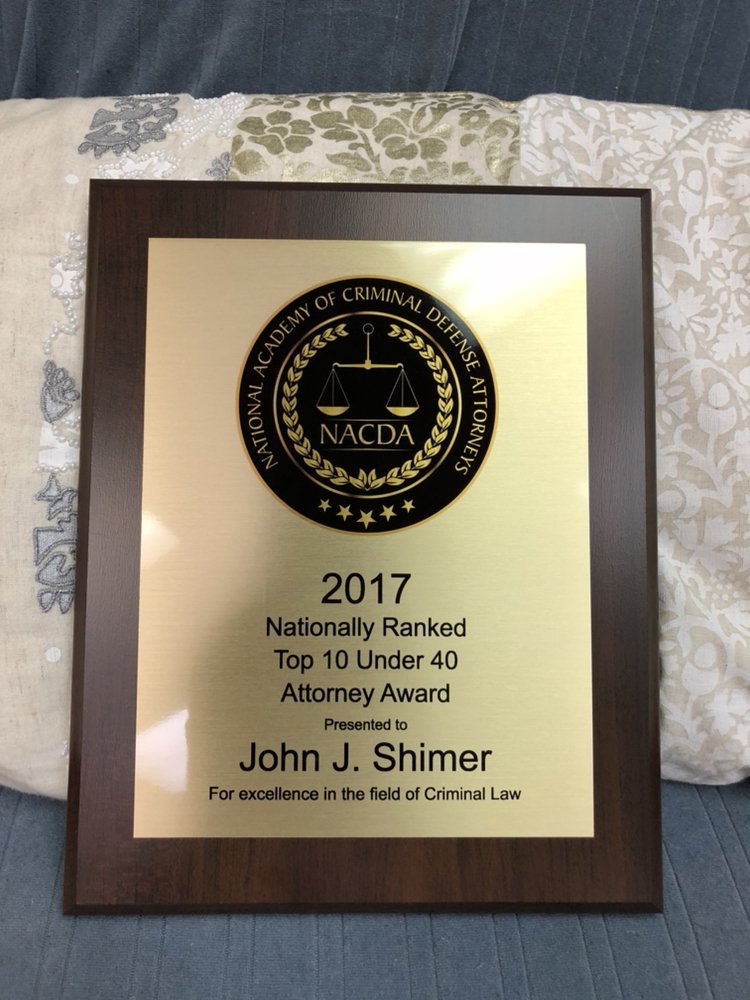 NATIONAL ACADEMY OF CRIMINAL DEFENSE ATTORNEYS
NACDA
2017
Nationally Ranked
Top 10 Under 40
Attorney Award
Presented to
John J. Shimer
For excellence in the field of Criminal Law